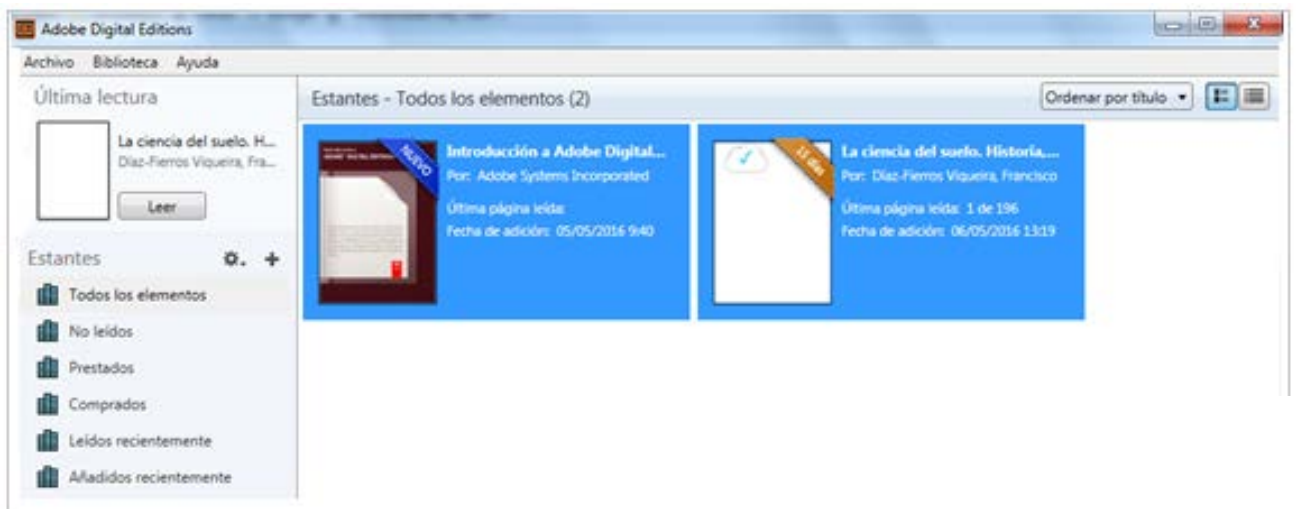 Adobe Digital Editions
Archivo Biblioteca Ayuda
Última lectura
La ciencia del suelo. H...
Díaz-Fierros Viqueira, Fra...
Leer
Estantes
Todos los elementos
No leídos
Prestados
Comprados
Leídos recientemente
Añadidos recientemente
Estantes - Todos los elementos (2)
Ordenar por título
NUEVO
Introducción a Adobe Digital...
Por: Adobe Systems Incorporated
Última página leída:
Fecha de adición: 05/05/2016 9:40
La ciencia del suelo. Historia,...
Por: Díaz-Fierros Viqueira, Francisco
Última página leída: 1 de 196
Fecha de adición: 06/05/2016 13:19